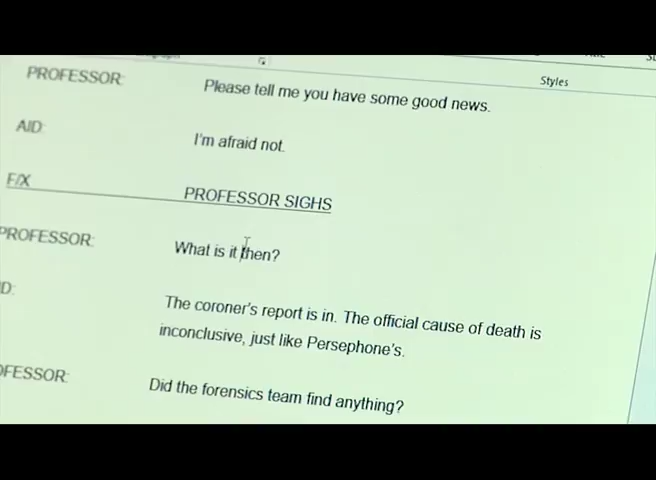 Styles
PROFESSOR: Please tell me you have some good news.
AID: I'm afraid not.
F/X PROFESSOR SIGHS
PROFESSOR: What is it then?
D: The coroner's report is in. The official cause of death is
inconclusive, just like Persephone's.
OFESSOR: Did the forensics team find anything?